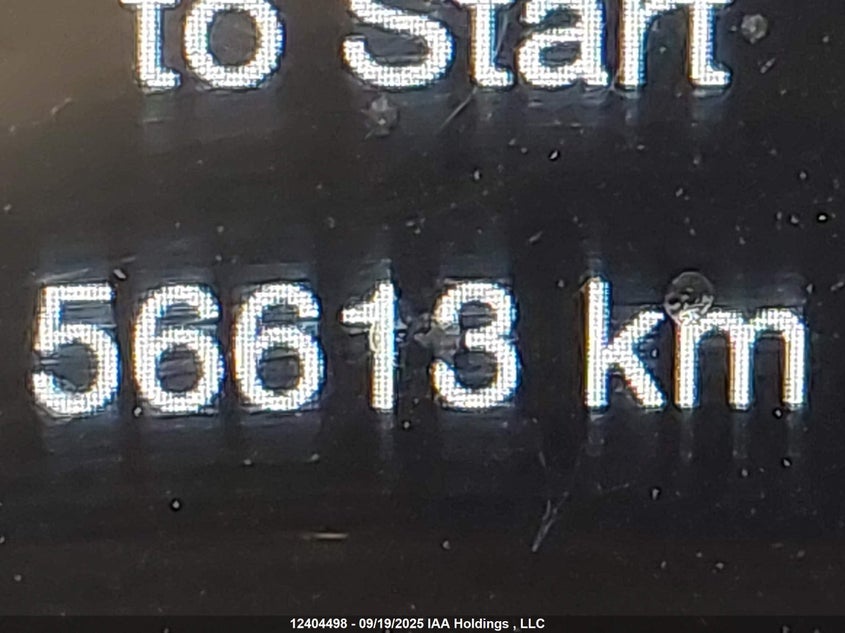 to Start
56613 km
12404498 - 09/19/2025 IAA Holdings , LLC